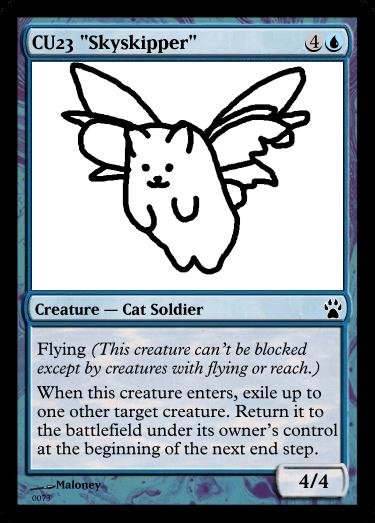 CU23 "Skyskipper" 4
Creature — Cat Soldier
Flying (This creature can't be blocked
except by creatures with flying or reach.)
When this creature enters, exile up to
one other target creature. Return it to
the battlefield under its owner's control
at the beginning of the next end step.
4/4
Maloney
0073